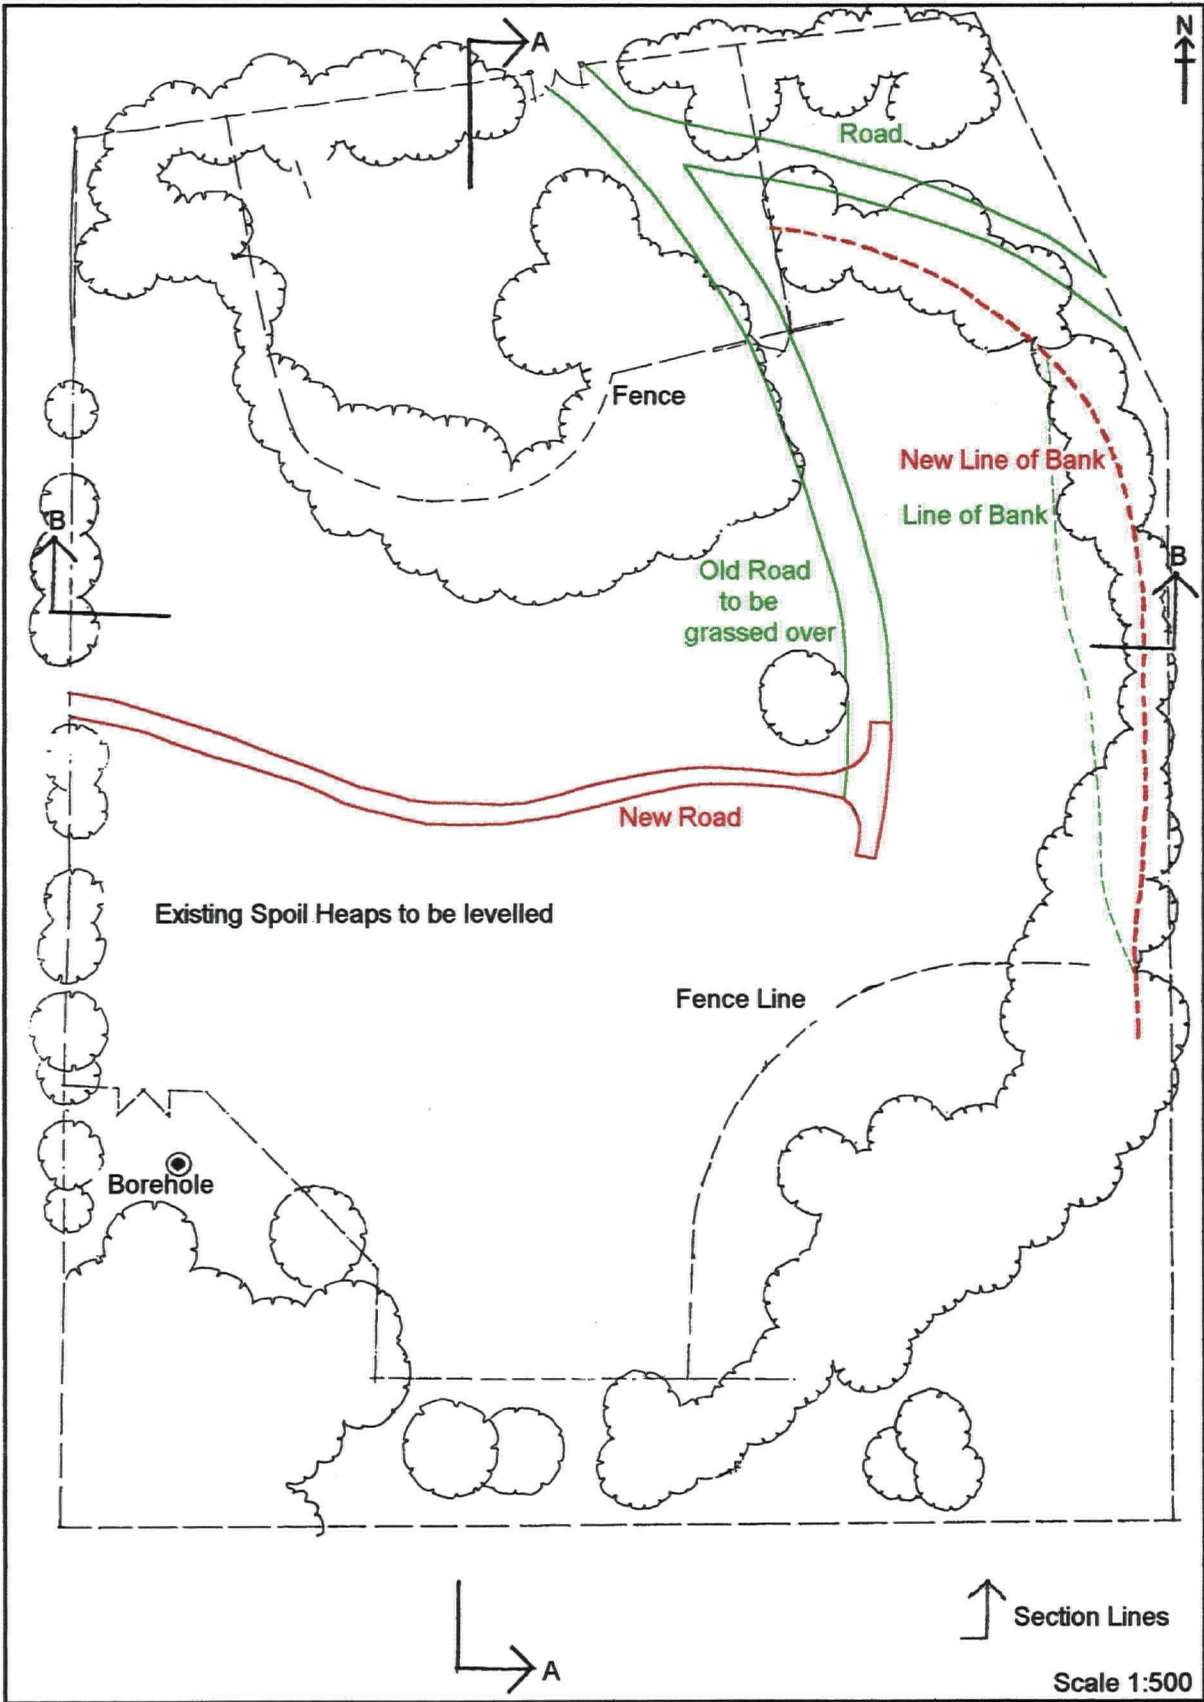 A
N
Road
Fence
New Line of Bank
Line of Bank
B
B
Old Road
to be
grassed over
New Road
Existing Spoil Heaps to be levelled
Fence Line
Borehole
Section Lines
A
Scale 1:500